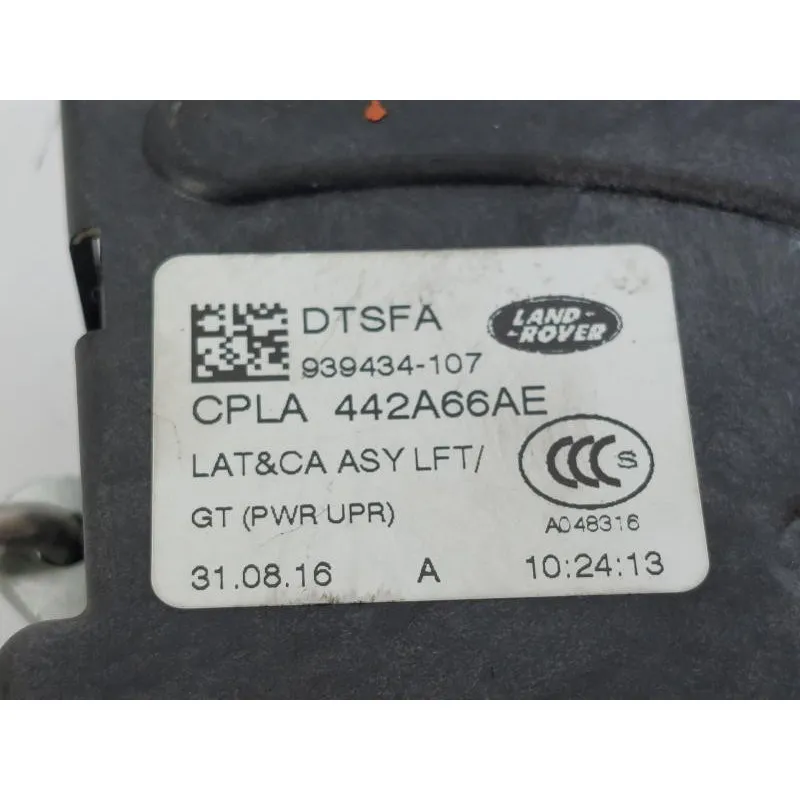 DTSFA
LAND-
-ROVER
939434-107
CPLA 442A66AE
LAT&CA ASY LFT/
GT (PWR UPR)
CCC S
A048316
31.08.16 A 10:24:13